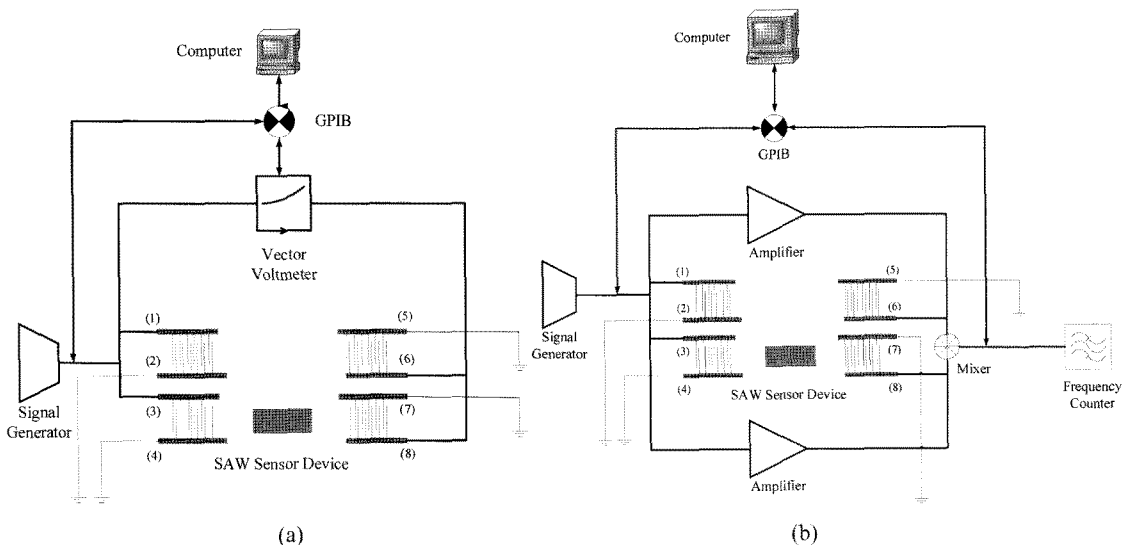 Computer
GPIB
Vector
Voltmeter
(1)
(2)
(3)
(4)
(5)
(6)
(7)
(8)
Signal
Generator
SAW Sensor Device
(a)
Computer
GPIB
Amplifier
(1)
(2)
(3)
(4)
(5)
(6)
(7)
(8)
Signal
Generator
SAW Sensor Device
Mixer
Frequency
Counter
Amplifier
(b)